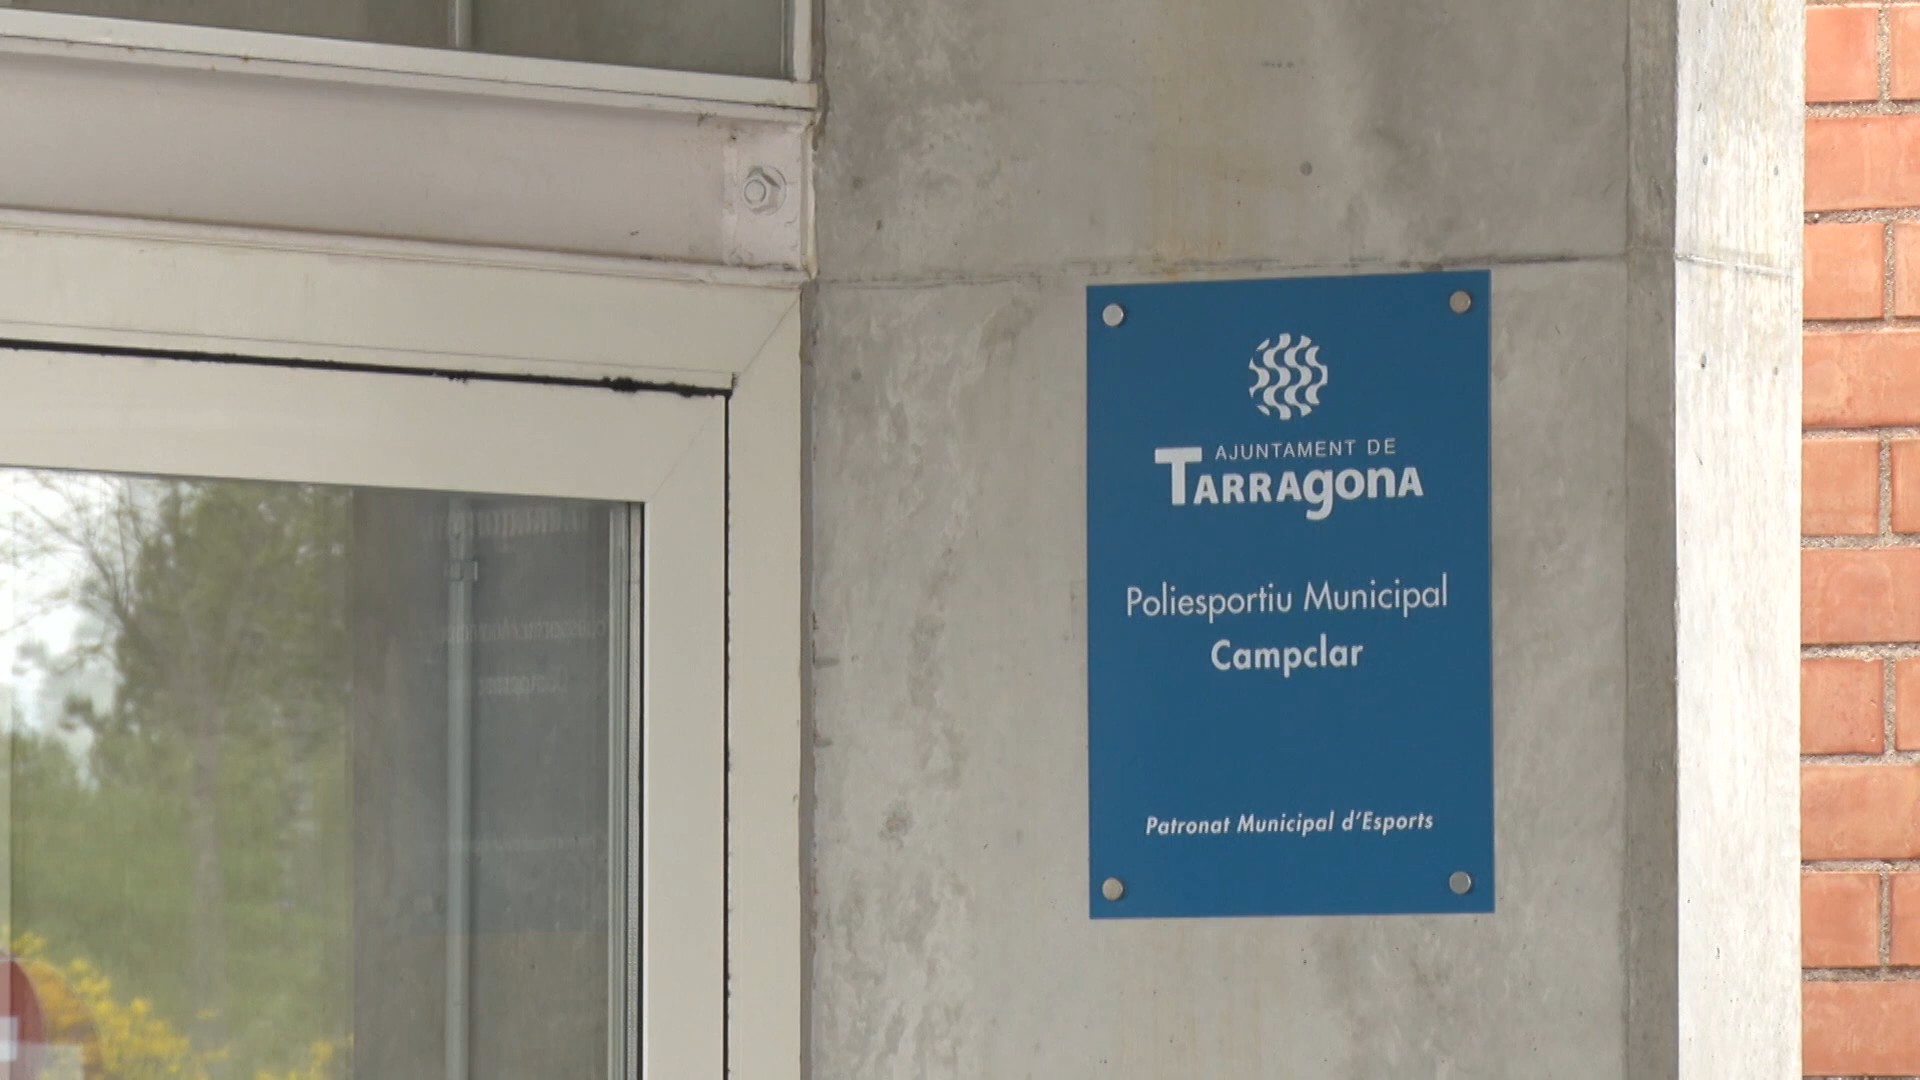 AJUNTAMENT DE
TARRAgONA
Poliesportiu Municipal
Campclar
Patronat Municipal d'Esports